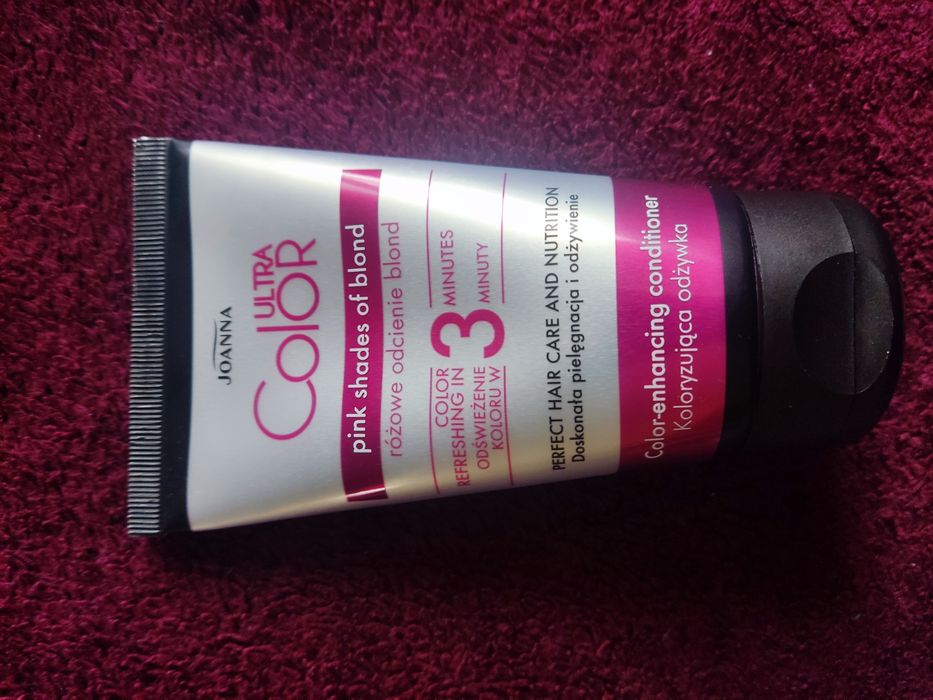 JOANNA
ULTRA
COLOR
pink shades of blond
różowe odcienie blond
COLOR
REFRESHING IN
ODŚWIEŻENIE
KOLORU W
3
MINUTES
MINUTY
PERFECT HAIR CARE AND NUTRITION
Doskonała pielęgnacja i odżywienie
Color-enhancing conditioner
Koloryzująca odżywka